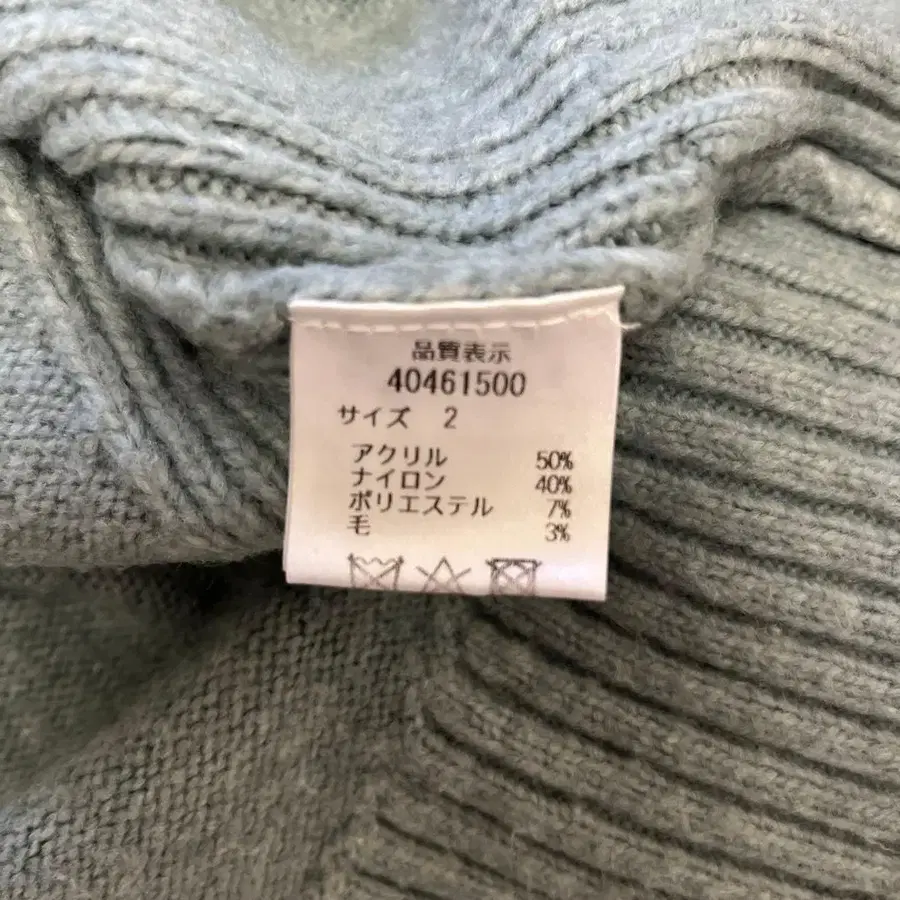 品質表示
40461500
サイズ 2
アクリル 50%
ナイロン 40%
ポリエステル 7%
毛 3%